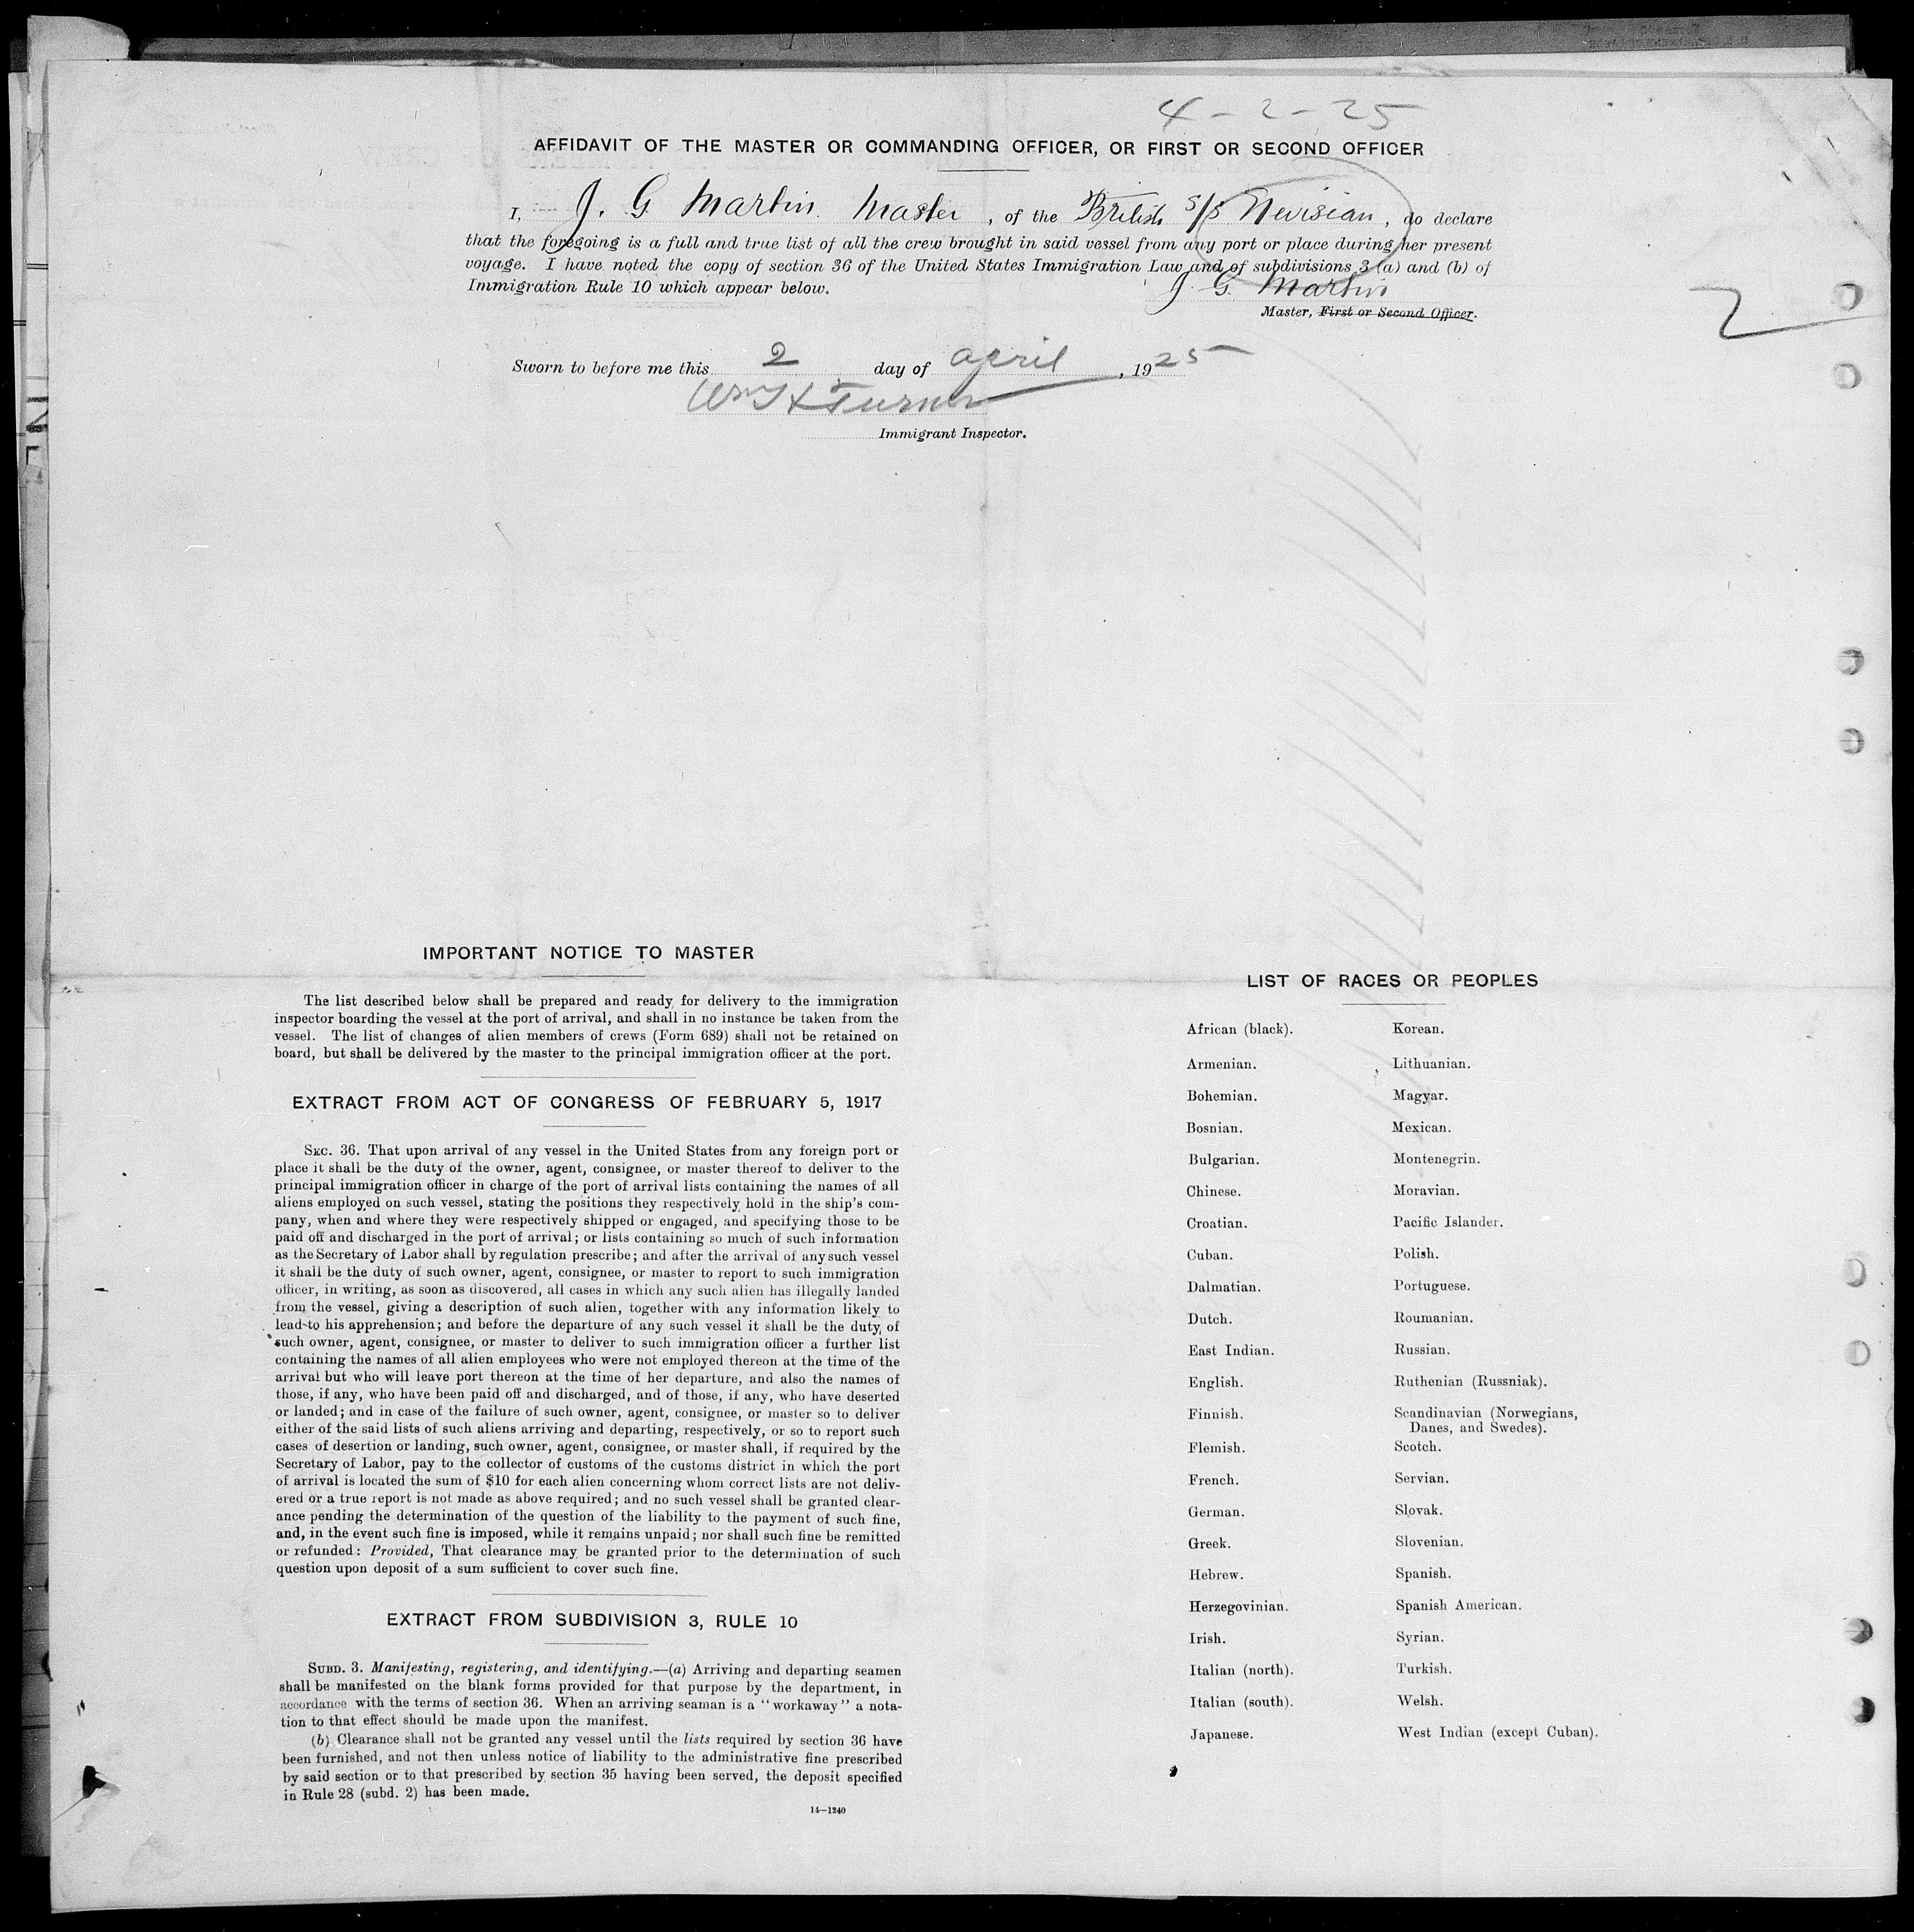 4-2-25
AFFIDAVIT OF THE MASTER OR COMMANDING OFFICER, OR FIRST OR SECOND OFFICER
I, J. G. Martin. Master, of the British S/S Nevisian, do declare
that the foregoing is a full and true list of all the crew brought in said vessel from any port or place during her present
voyage. I have noted the copy of section 36 of the United States Immigration Law and of subdivisions 3 (a) and (b) of
Immigration Rule 10 which appear below.
J. G. Martin
Master, First or Second Officer.
2
Sworn to before me this 2 day of april, 1925
Wm H Turner
Immigrant Inspector.
IMPORTANT NOTICE TO MASTER
The list described below shall be prepared and ready for delivery to the immigration
inspector boarding the vessel at the port of arrival, and shall in no instance be taken from the
vessel. The list of changes of alien members of crews (Form 689) shall not be retained on
board, but shall be delivered by the master to the principal immigration officer at the port.
EXTRACT FROM ACT OF CONGRESS OF FEBRUARY 5, 1917
SEC. 36. That upon arrival of any vessel in the United States from any foreign port or
place it shall be the duty of the owner, agent, consignee, or master thereof to deliver to the
principal immigration officer in charge of the port of arrival lists containing the names of all
aliens employed on such vessel, stating the positions they respectively hold in the ship's com-
pany, when and where they were respectively shipped or engaged, and specifying those to be
paid off and discharged in the port of arrival; or lists containing so much of such information
as the Secretary of Labor shall by regulation prescribe; and after the arrival of any such vessel
it shall be the duty of such owner, agent, consignee, or master to report to such immigration
officer, in writing, as soon as discovered, all cases in which any such alien has illegally landed
from the vessel, giving a description of such alien, together with any information likely to
lead to his apprehension; and before the departure of any such vessel it shall be the duty of
such owner, agent, consignee, or master to deliver to such immigration officer a further list
containing the names of all alien employees who were not employed thereon at the time of the
arrival but who will leave port thereon at the time of her departure, and also the names of
those, if any, who have been paid off and discharged, and of those, if any, who have deserted
or landed; and in case of the failure of such owner, agent, consignee, or master so to deliver
either of the said lists of such aliens arriving and departing, respectively, or so to report such
cases of desertion or landing, such owner, agent, consignee, or master shall, if required by the
Secretary of Labor, pay to the collector of customs of the customs district in which the port
of arrival is located the sum of $10 for each alien concerning whom correct lists are not deliv-
ered or a true report is not made as above required; and no such vessel shall be granted clear-
ance pending the determination of the question of the liability to the payment of such fine,
and, in the event such fine is imposed, while it remains unpaid; nor shall such fine be remitted
or refunded: Provided, That clearance may be granted prior to the determination of such
question upon deposit of a sum sufficient to cover such fine.
EXTRACT FROM SUBDIVISION 3, RULE 10
SUBD. 3. Manifesting, registering, and identifying.—(a) Arriving and departing seamen
shall be manifested on the blank forms provided for that purpose by the department, in
accordance with the terms of section 36. When an arriving seaman is a "workaway" a nota-
tion to that effect should be made upon the manifest.
(b) Clearance shall not be granted any vessel until the lists required by section 36 have
been furnished, and not then unless notice of liability to the administrative fine prescribed
by said section or to that prescribed by section 35 having been served, the deposit specified
in Rule 28 (subd. 2) has been made.
14—1240
LIST OF RACES OR PEOPLES
African (black).
Armenian.
Bohemian.
Bosnian.
Bulgarian.
Chinese.
Croatian.
Cuban.
Dalmatian.
Dutch.
East Indian.
English.
Finnish.
Flemish.
French.
German.
Greek.
Hebrew.
Herzegovinian.
Irish.
Italian (north).
Italian (south).
Japanese.
Korean.
Lithuanian.
Magyar.
Mexican.
Montenegrin.
Moravian.
Pacific Islander.
Polish.
Portuguese.
Roumanian.
Russian.
Ruthenian (Russniak).
Scandinavian (Norwegians,
Danes, and Swedes).
Scotch.
Servian.
Slovak.
Slovenian.
Spanish.
Spanish American.
Syrian.
Turkish.
Welsh.
West Indian (except Cuban).